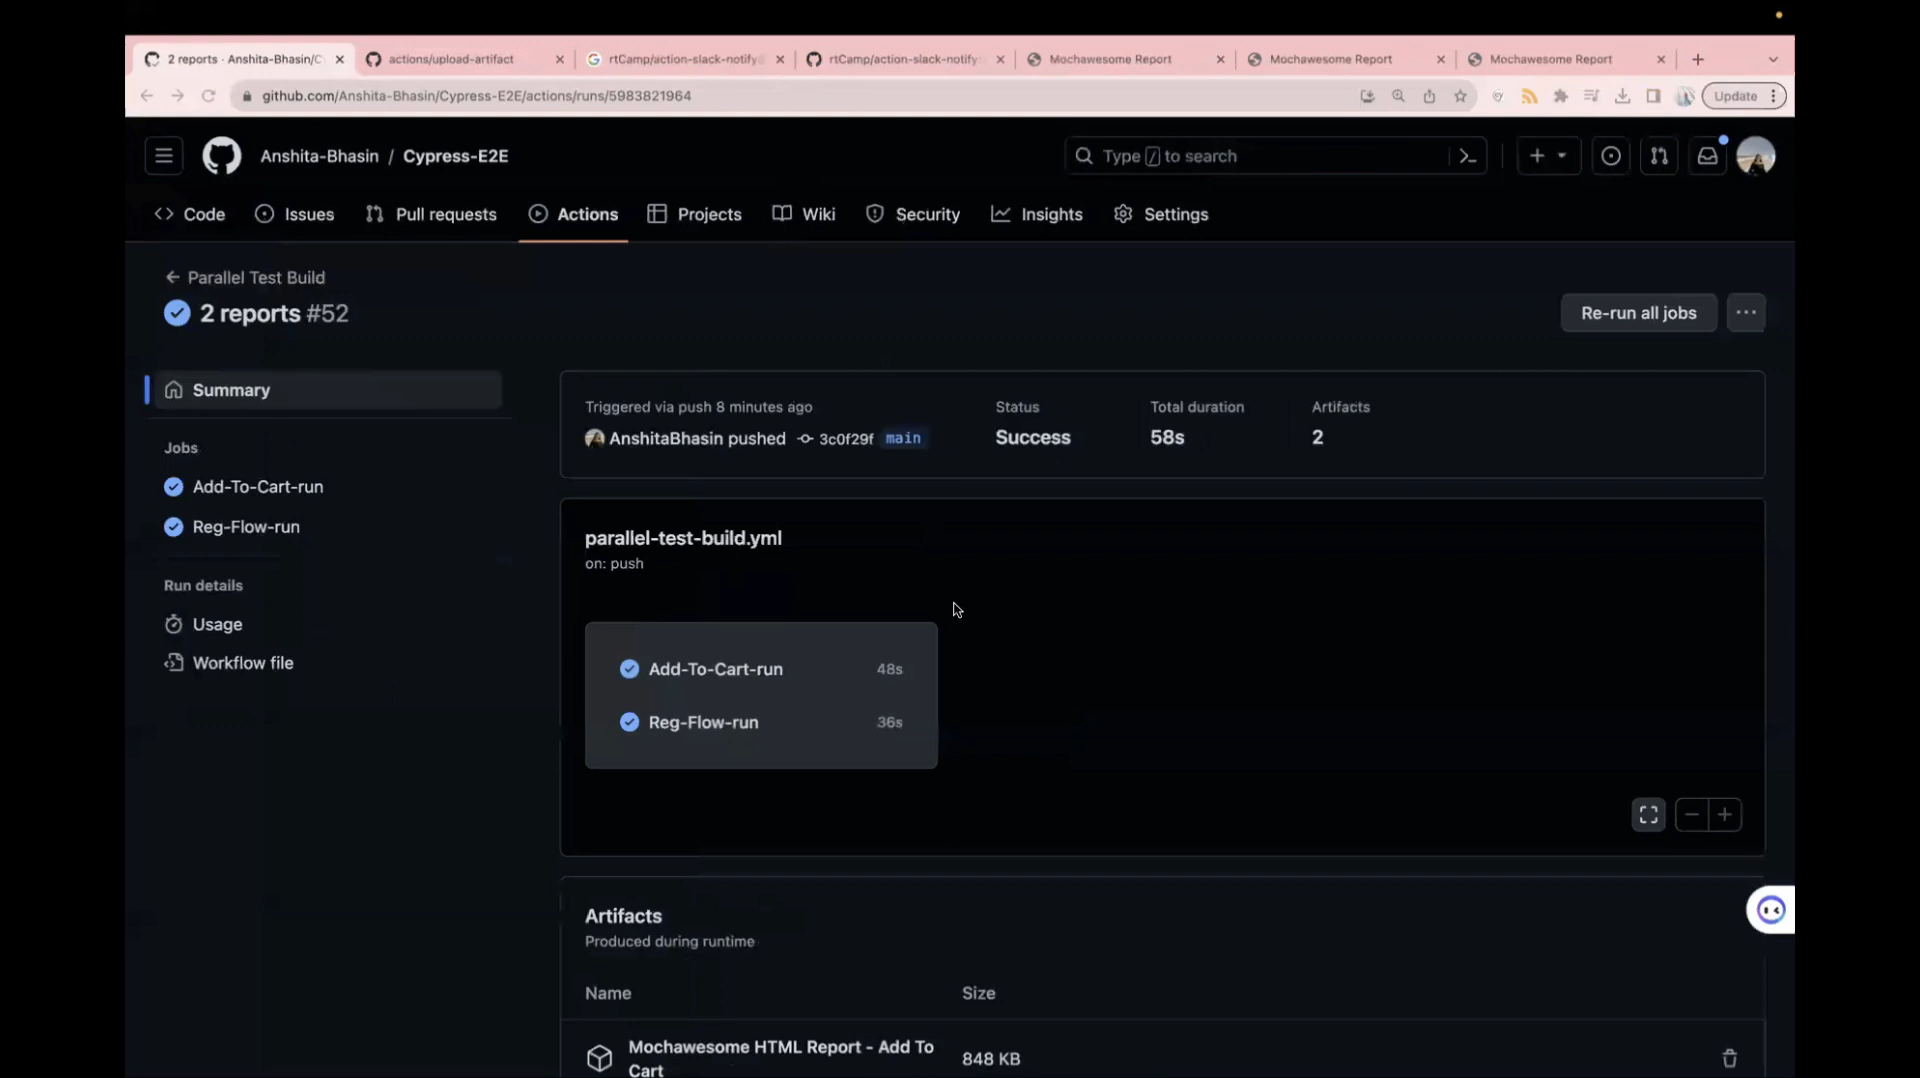 2 reports · Anshita-Bhasin/C
actions/upload-artifact
rtCamp/action-slack-notify
rtCamp/action-slack-notify
Mochawesome Report
Mochawesome Report
Mochawesome Report
github.com/Anshita-Bhasin/Cypress-E2E/actions/runs/5983821964
Update
Anshita-Bhasin / Cypress-E2E
Type / to search
Code
Issues
Pull requests
Actions
Projects
Wiki
Security
Insights
Settings
← Parallel Test Build
2 reports #52
Re-run all jobs
Summary
Jobs
Add-To-Cart-run
Reg-Flow-run
Run details
Usage
Workflow file
Triggered via push 8 minutes ago
AnshitaBhasin pushed 3c0f29f main
Status
Success
Total duration
58s
Artifacts
2
parallel-test-build.yml
on: push
Add-To-Cart-run 48s
Reg-Flow-run 36s
Artifacts
Produced during runtime
Name Size
Mochawesome HTML Report - Add To
Cart
848 KB